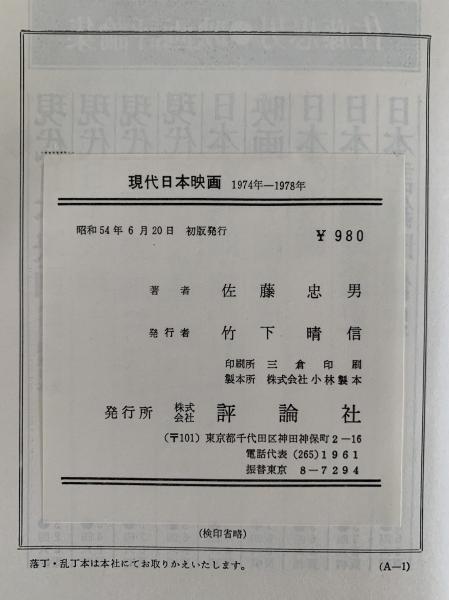 現代日本映画 1974年―1978年
昭和54年6月20日 初版発行 ¥980
著者 佐藤忠男
発行者 竹下晴信
印刷所 三倉印刷
製本所 株式会社小林製本
発行所 株式会社 評論社
(〒101) 東京都千代田区神田神保町2-16
電話代表 (265)1961
振替東京 8-7294
(検印省略)
落丁・乱丁本は本社にてお取りかえいたします。 (A-1)